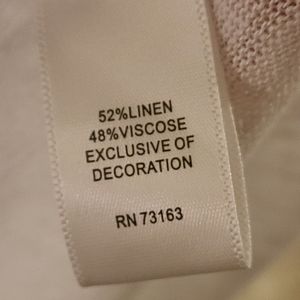 52%LINEN
48%VISCOSE
EXCLUSIVE OF
DECORATION
RN 73163